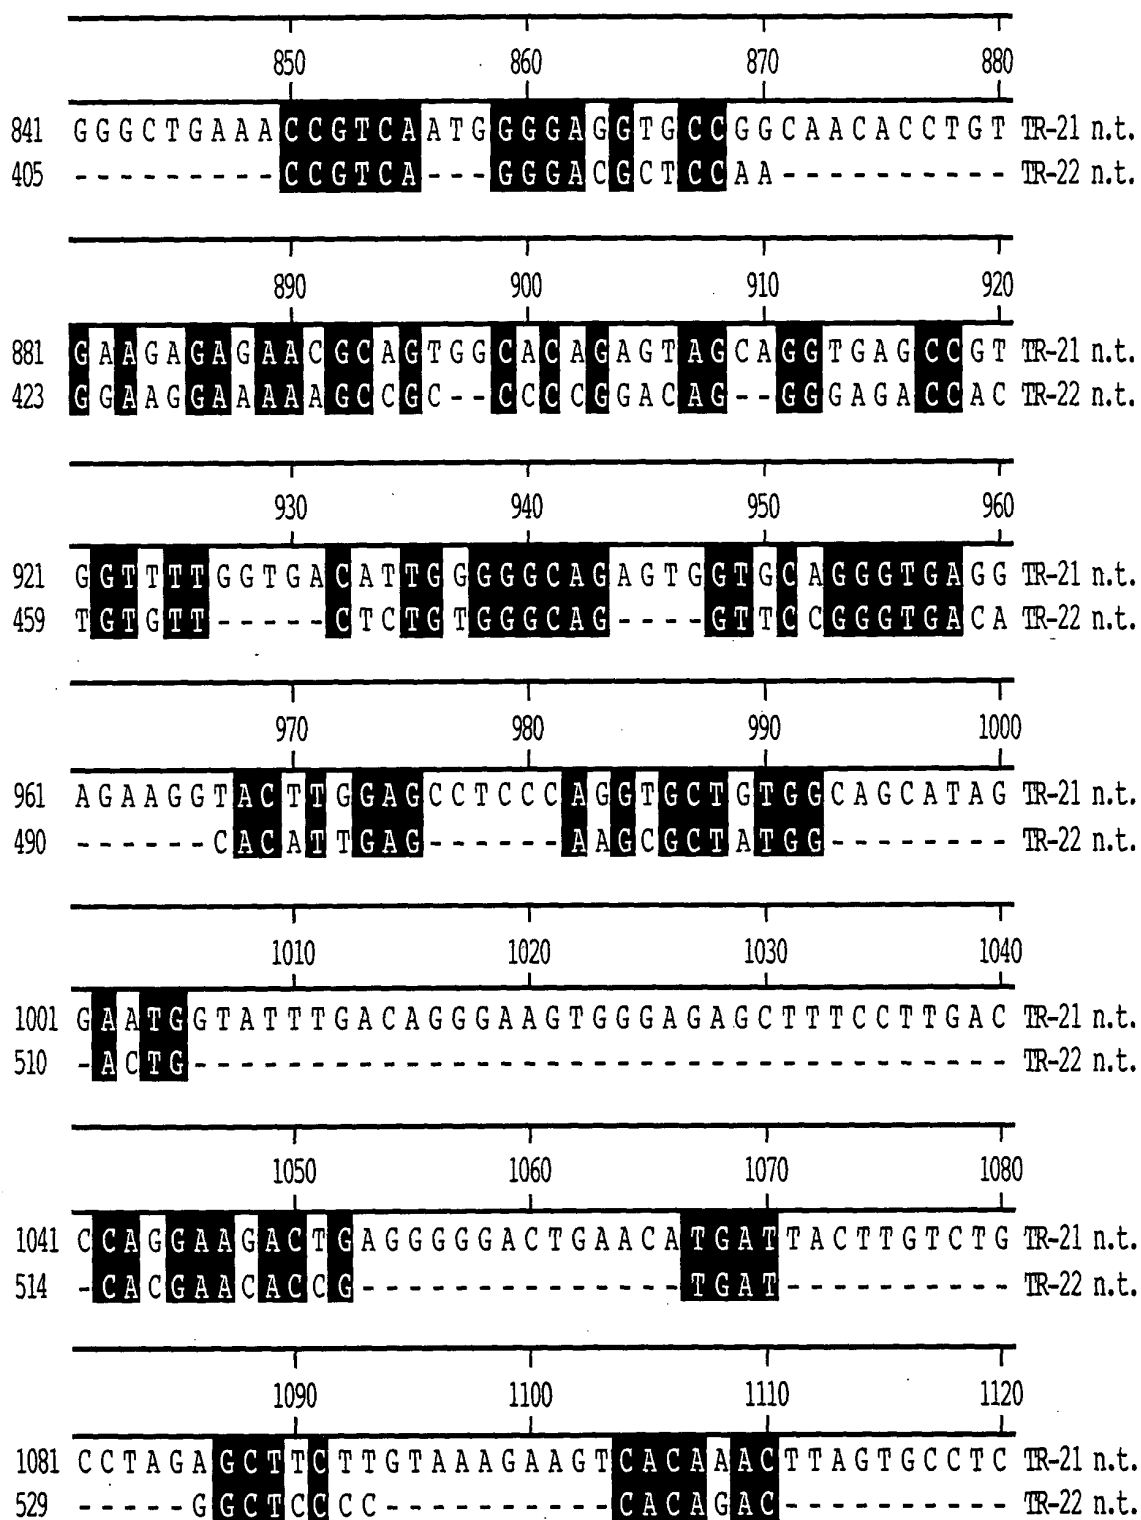 850 860 870 880
841 GGGCTGAAACCGTCAATGGGGAGGTGCCGGCAACACCTGT TR-21 n.t.
405 ---------CCGTCA---GGGACGCTCCAA---------- TR-22 n.t.
890 900 910 920
881 GAAGAGAGAACGCAGTGGCACAGAGTAGCAGGTGAGCCGT TR-21 n.t.
423 GGAAGGAAAAAGCCGC--CCCCGGACAG--GGGAGACCAC TR-22 n.t.
930 940 950 960
921 GGTTTTGGTGACATTGGGGGCAGAGTGGTGCAGGGTGAGG TR-21 n.t.
459 TGTGTT-----CTCTGTGGGCAG----GTTCCGGGTGACA TR-22 n.t.
970 980 990 1000
961 AGAAGGTACTTGGAGCCTCCCAGGTGCTGTGGCAGCATAG TR-21 n.t.
490 ------CACATTGAG------AAGCGCTATGG-------- TR-22 n.t.
1010 1020 1030 1040
1001 GAATGGTATTTGACAGGGAAGTGGGAGAGCTTTCCTTGAC TR-21 n.t.
510 -ACTG----------------------------------- TR-22 n.t.
1050 1060 1070 1080
1041 CCAGGAAGACTGAGGGGGACTGAACATGATTACTTGTCTG TR-21 n.t.
514 -CACGAACACCG--------------TGAT---------- TR-22 n.t.
1090 1100 1110 1120
1081 CCTAGAGCTTCTTGTAAAGAAGTCACAAACTTAGTGCCTC TR-21 n.t.
529 -----GGCTCCCC----------CACAGAC---------- TR-22 n.t.